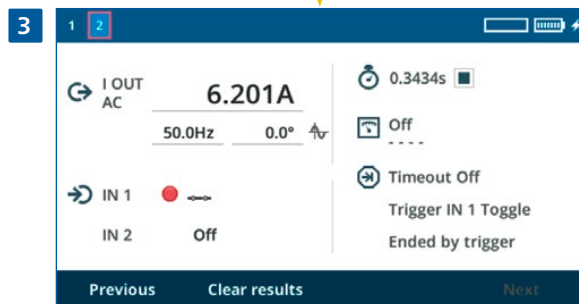 3
1 2
I OUT
AC
6.201A
50.0Hz 0.0°
IN 1
IN 2 Off
0.3434s
Off
- - - -
Timeout Off
Trigger IN 1 Toggle
Ended by trigger
Previous Clear results Next